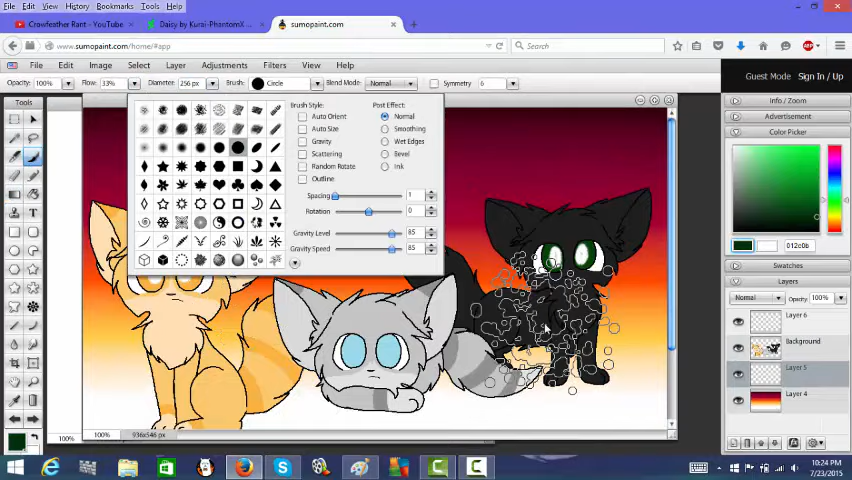 File Edit View History Bookmarks Tools Help
Crowfeather Rant - YouTube × Daisy by Kurai-PhantomX × sumopaint.com × +
www.sumopaint.com/home/#app Search
File Edit Image Select Layer Adjustments Filters View Help
Guest Mode Sign In / Up
Opacity: 100% Flow: 33% Diameter: 256 px Brush: Circle Blend Mode: Normal Symmetry 6
Tools
Brush Style: Post Effect:
Auto Orient Normal
Auto Size Smoothing
Gravity Wet Edges
Scattering Bevel
Random Rotate Ink
Outline
Spacing 1
Rotation 0
Gravity Level 85
Gravity Speed 85
Info / Zoom
Advertisement
Color Picker
012c0b
Swatches
Layers
Normal Opacity: 100%
Layer 6
Background
Layer 5
Layer 4
100% 100% 936x546 px
10:24 PM
7/23/2015